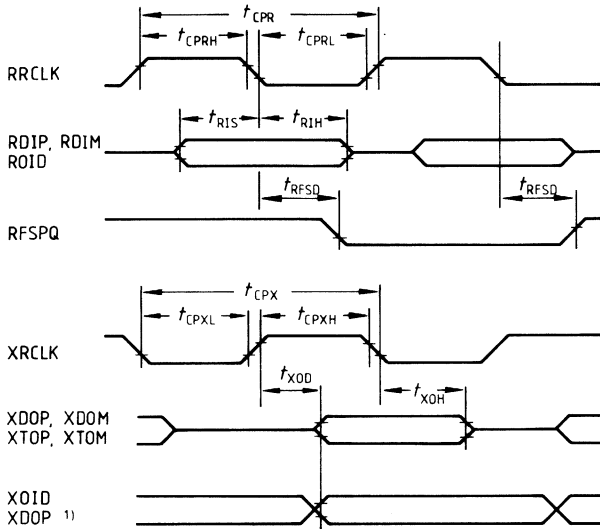 tCPR
tCPRH tCPRL
RRCLK
tRIS tRIH
RDIP, RDIM
ROID
tRFSD tRFSD
RFSPQ
tCPX
tCPXL tCPXH
XRCLK
tXOD tXOH
XDOP, XDOM
XTOP, XTOM
XOID
XDOP 1)